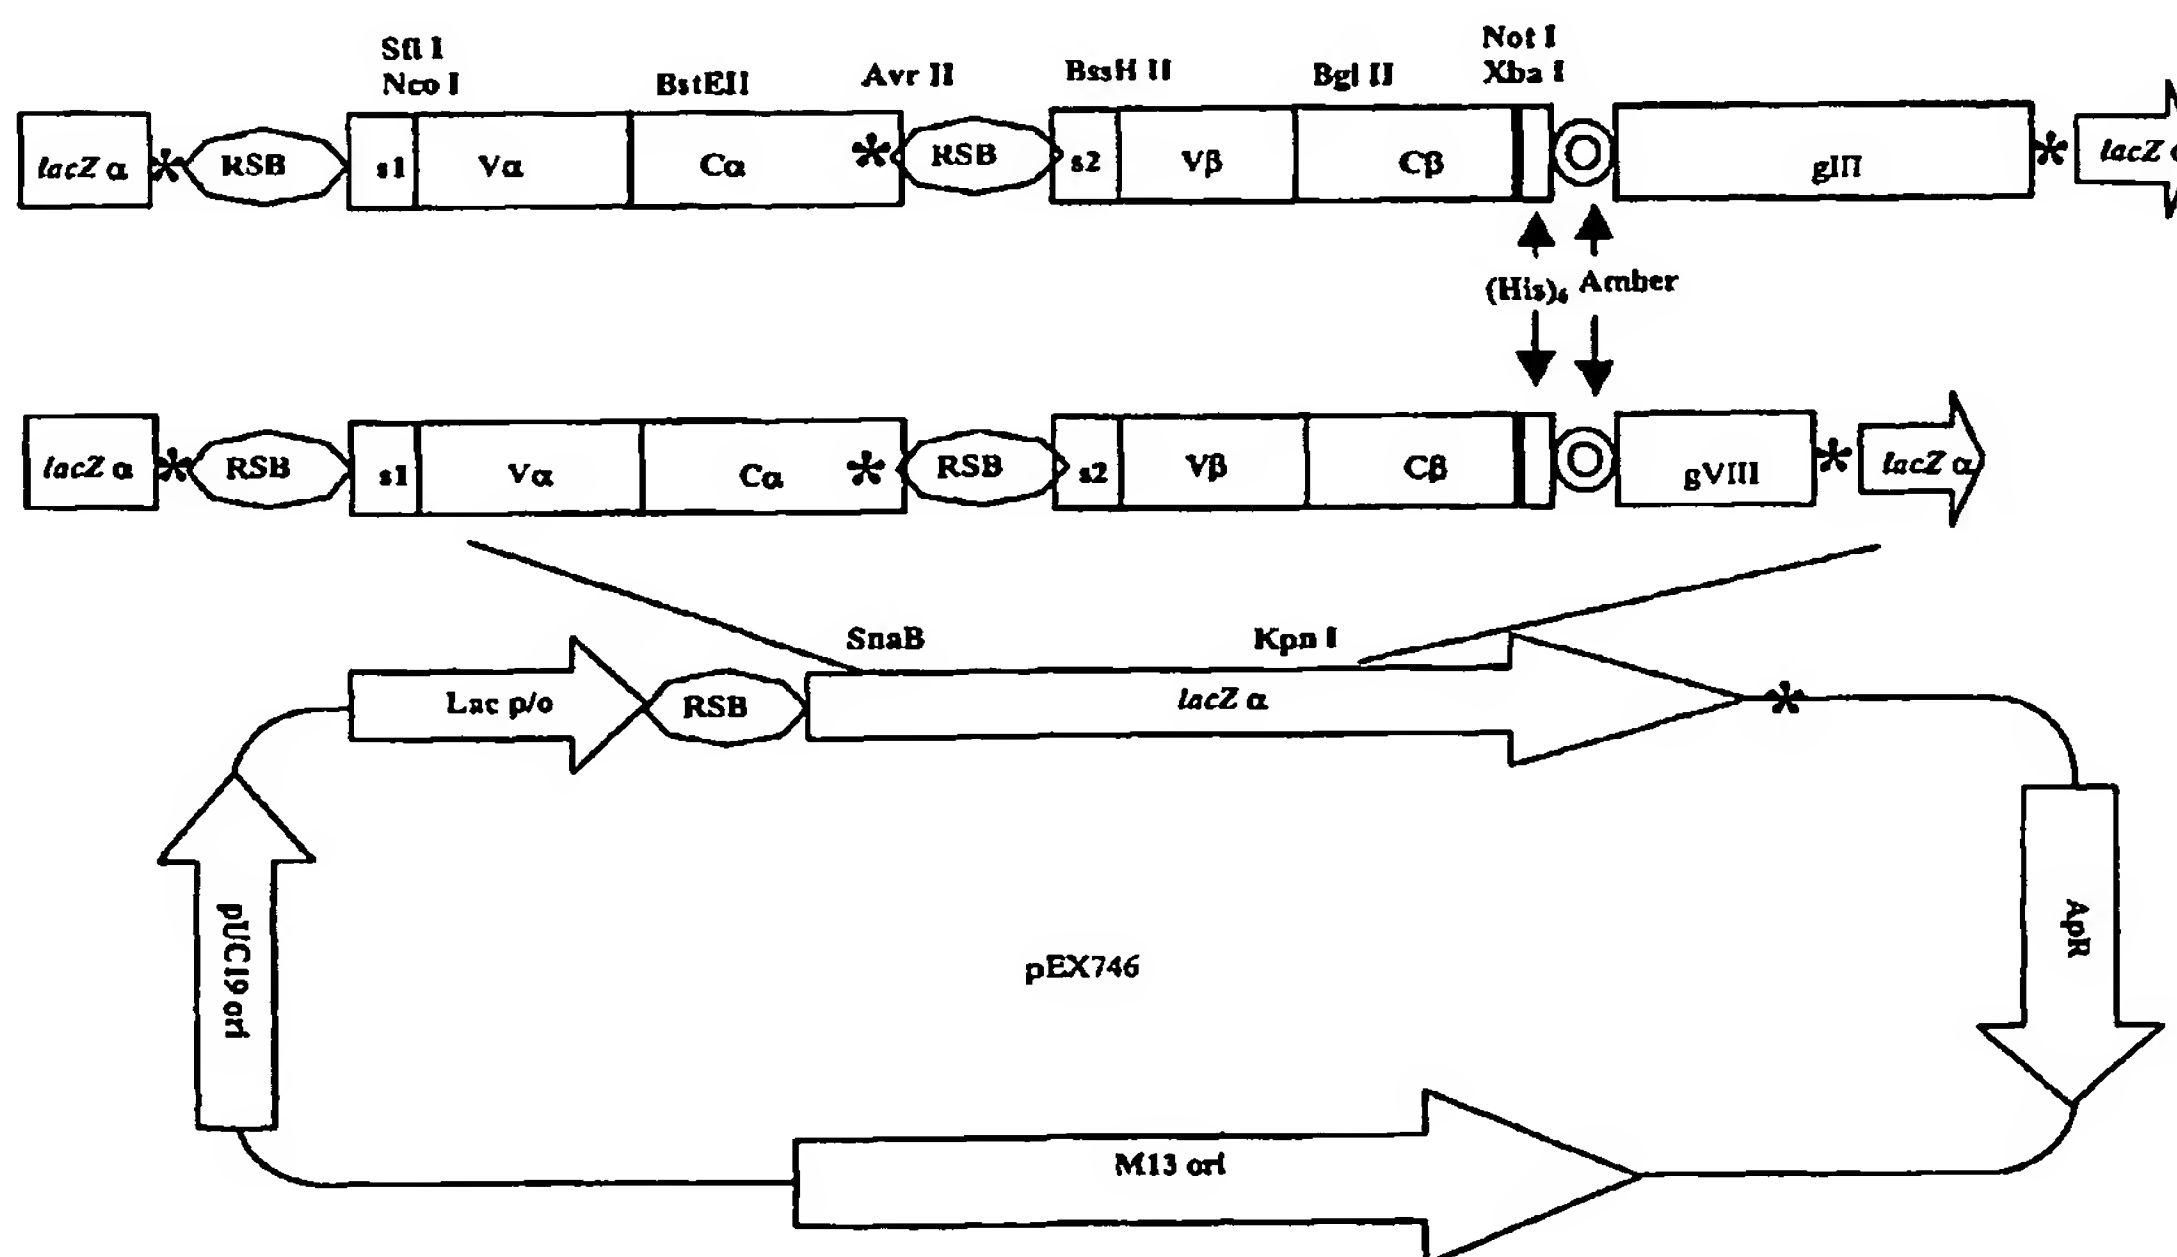 Sfi I
Nco I
BstEII
Avr II
BssH II
Bgl II
Not I
Xba I
lacZ α * RSB s1 Vα Cα * RSB s2 Vβ Cβ gIII * lacZ α
(His)₆ Amber
lacZ α * RSB s1 Vα Cα * RSB s2 Vβ Cβ gVIII * lacZ α
SnaB
Kpn I
Lac p/o RSB lacZ α *
pUC19 ori
ApR
pEX746
M13 ori